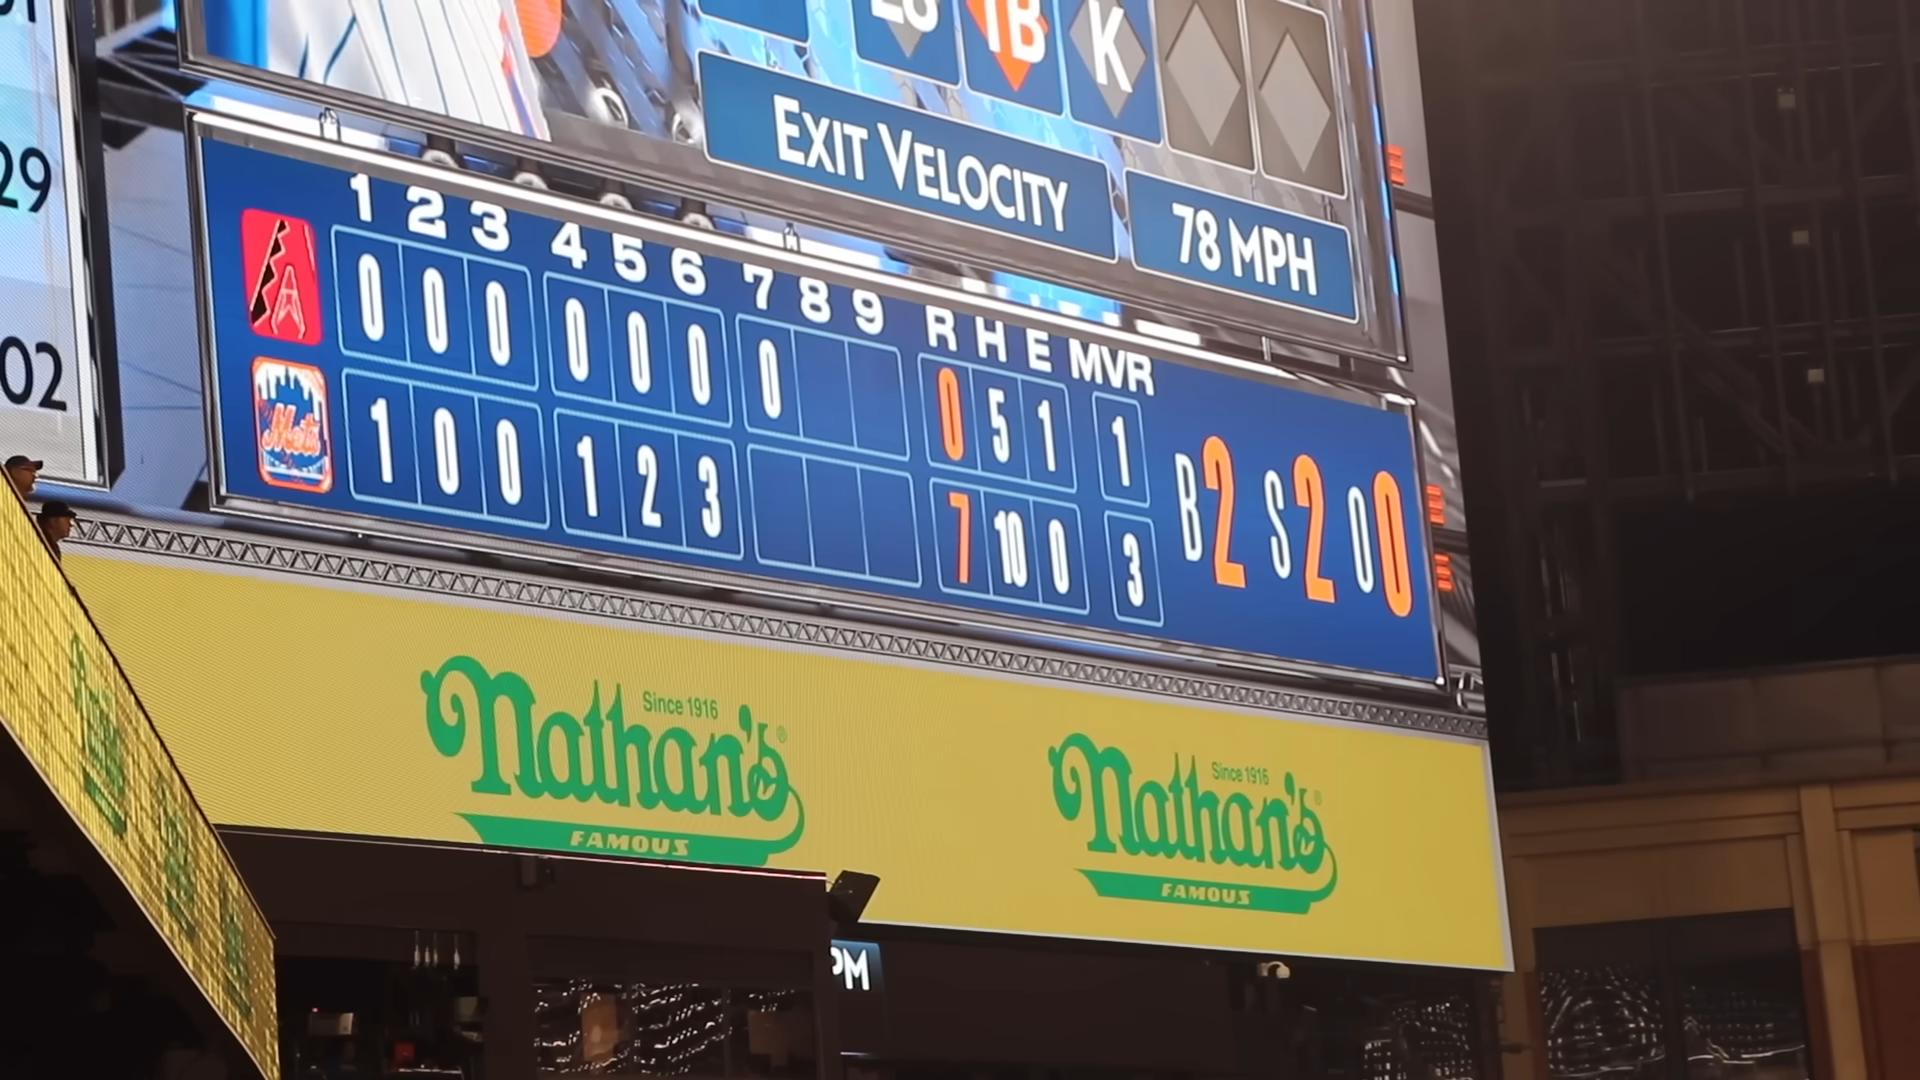 29
02
1B K
EXIT VELOCITY
78 MPH
1 2 3 4 5 6 7 8 9 R H E MVR
A 0 0 0 0 0 0 0 0 5 1 1
Mets 1 0 0 1 2 3 7 10 0 3
B 2 S 2 O 0
Since 1916
Nathan's
FAMOUS
Since 1916
Nathan's
FAMOUS
PM